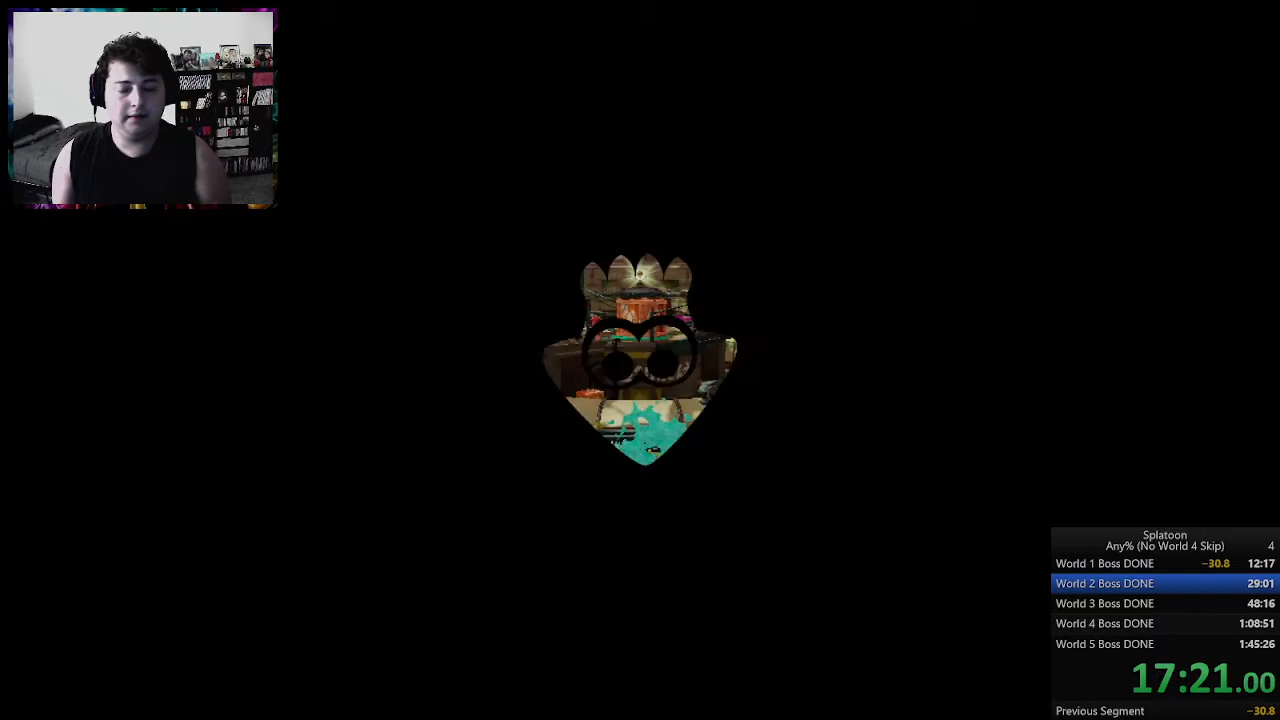 Splatoon
Any% (No World 4 Skip) 4
World 1 Boss DONE −30.8 12:17
World 2 Boss DONE 29:01
World 3 Boss DONE 48:16
World 4 Boss DONE 1:08:51
World 5 Boss DONE 1:45:26
17:21.00
Previous Segment −30.8